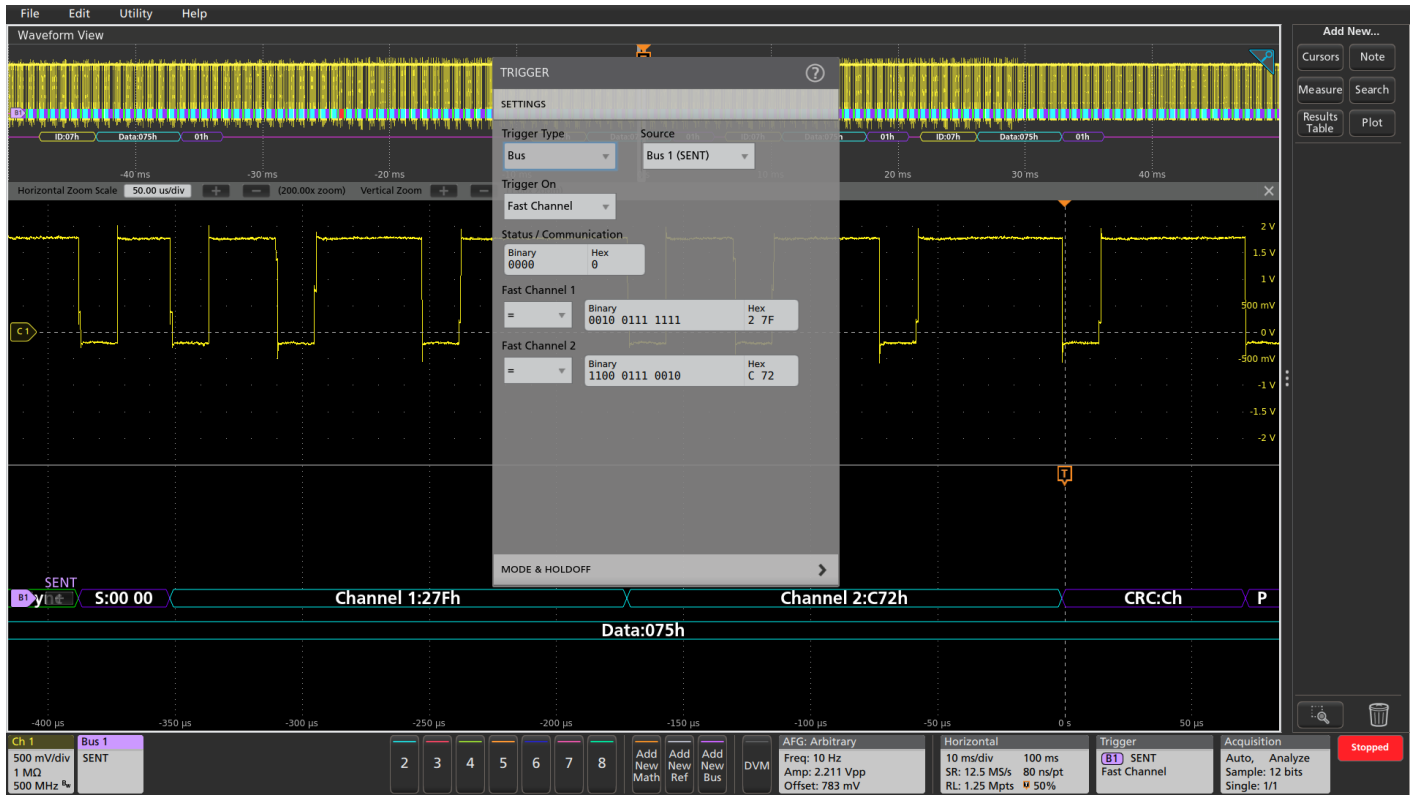 File Edit Utility Help
Waveform View
Add New...
Cursors Note
Measure Search
Results Table Plot
B1
ID:07h Data:075h 01h
01h ID:07h Data:075h 01h
-40 ms -30 ms -20 ms 20 ms 30 ms 40 ms
Horizontal Zoom Scale 50.00 us/div + − (200.00x zoom) Vertical Zoom + −
TRIGGER ?
SETTINGS
Trigger Type Source
Bus Bus 1 (SENT)
Trigger On
Fast Channel
Status / Communication
Binary Hex
0000 0
Fast Channel 1
= Binary Hex
0010 0111 1111 2 7F
Fast Channel 2
= Binary Hex
1100 0111 0010 C 72
MODE & HOLDOFF
2 V
1.5 V
1 V
500 mV
0 V
-500 mV
-1 V
-1.5 V
-2 V
C 1
T
SENT
B1 S:00 00 Channel 1:27Fh Channel 2:C72h CRC:Ch P
Data:075h
-400 µs -350 µs -300 µs -250 µs -200 µs -150 µs -100 µs -50 µs 0 s 50 µs
Ch 1
500 mV/div
1 MΩ
500 MHz
Bus 1
SENT
2 3 4 5 6 7 8
Add New Math
Add New Ref
Add New Bus
DVM
AFG: Arbitrary
Freq: 10 Hz
Amp: 2.211 Vpp
Offset: 783 mV
Horizontal
10 ms/div 100 ms
SR: 12.5 MS/s 80 ns/pt
RL: 1.25 Mpts 50%
Trigger
B1 SENT
Fast Channel
Acquisition
Auto, Analyze
Sample: 12 bits
Single: 1/1
Stopped